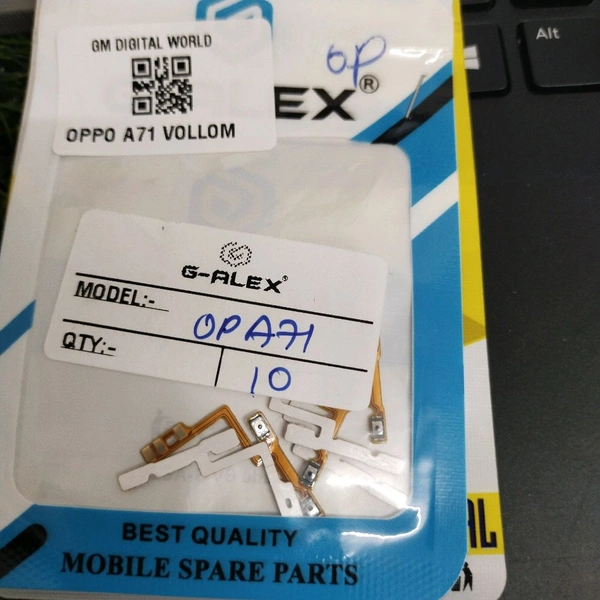 GM DIGITAL WORLD
OPPO A71 VOLLOM
OP
EX®
G-ALEX®
MODEL:-
OPA71
QTY:-
10
BEST QUALITY
MOBILE SPARE PARTS
AL
Alt